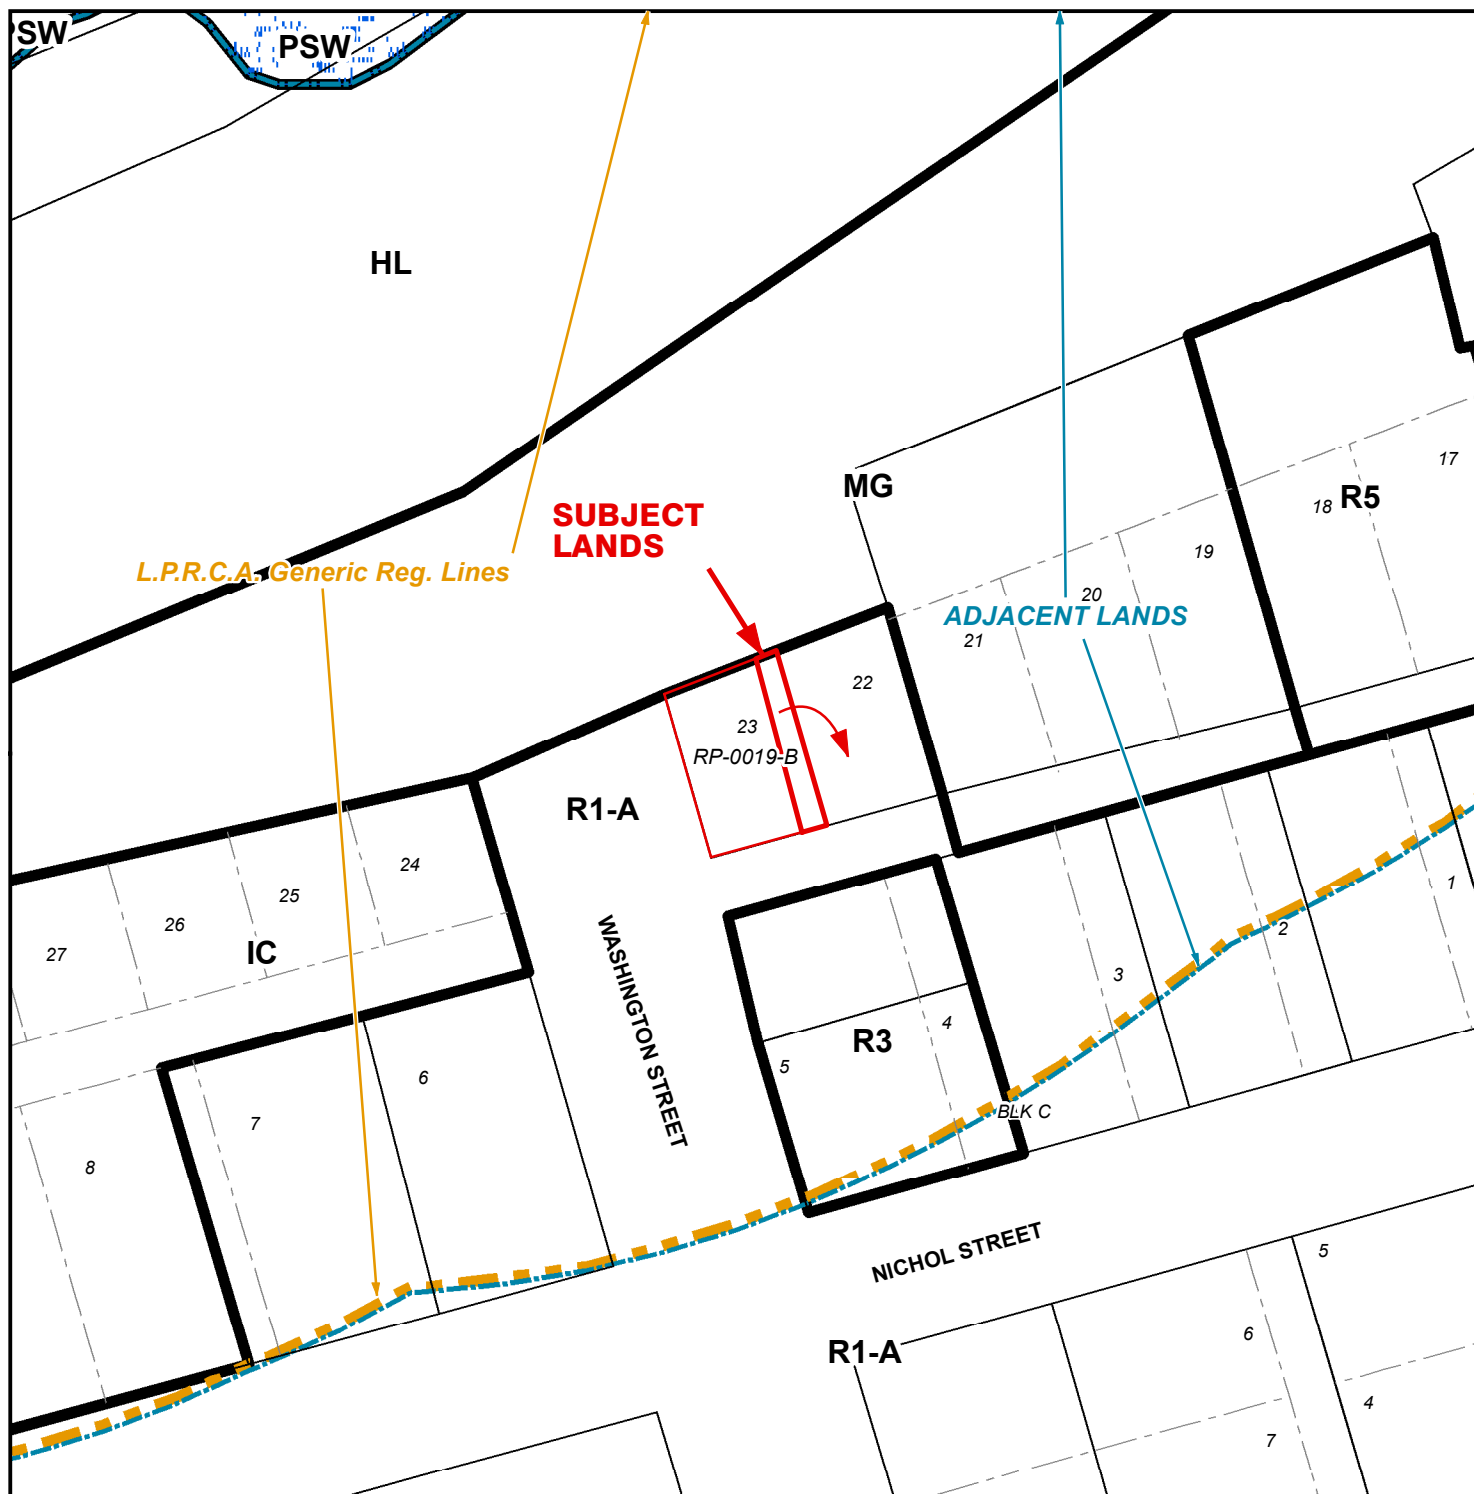 PSW
PSW
HL
MG
R5
17
18
19
20
21
22
SUBJECT
LANDS
L.P.R.C.A. Generic Reg. Lines
ADJACENT LANDS
23
RP-0019-B
R1-A
24
25
26
27
IC
WASHINGTON STREET
R3
4
5
3
2
1
BLK C
6
7
8
NICHOL STREET
R1-A
5
6
4
7